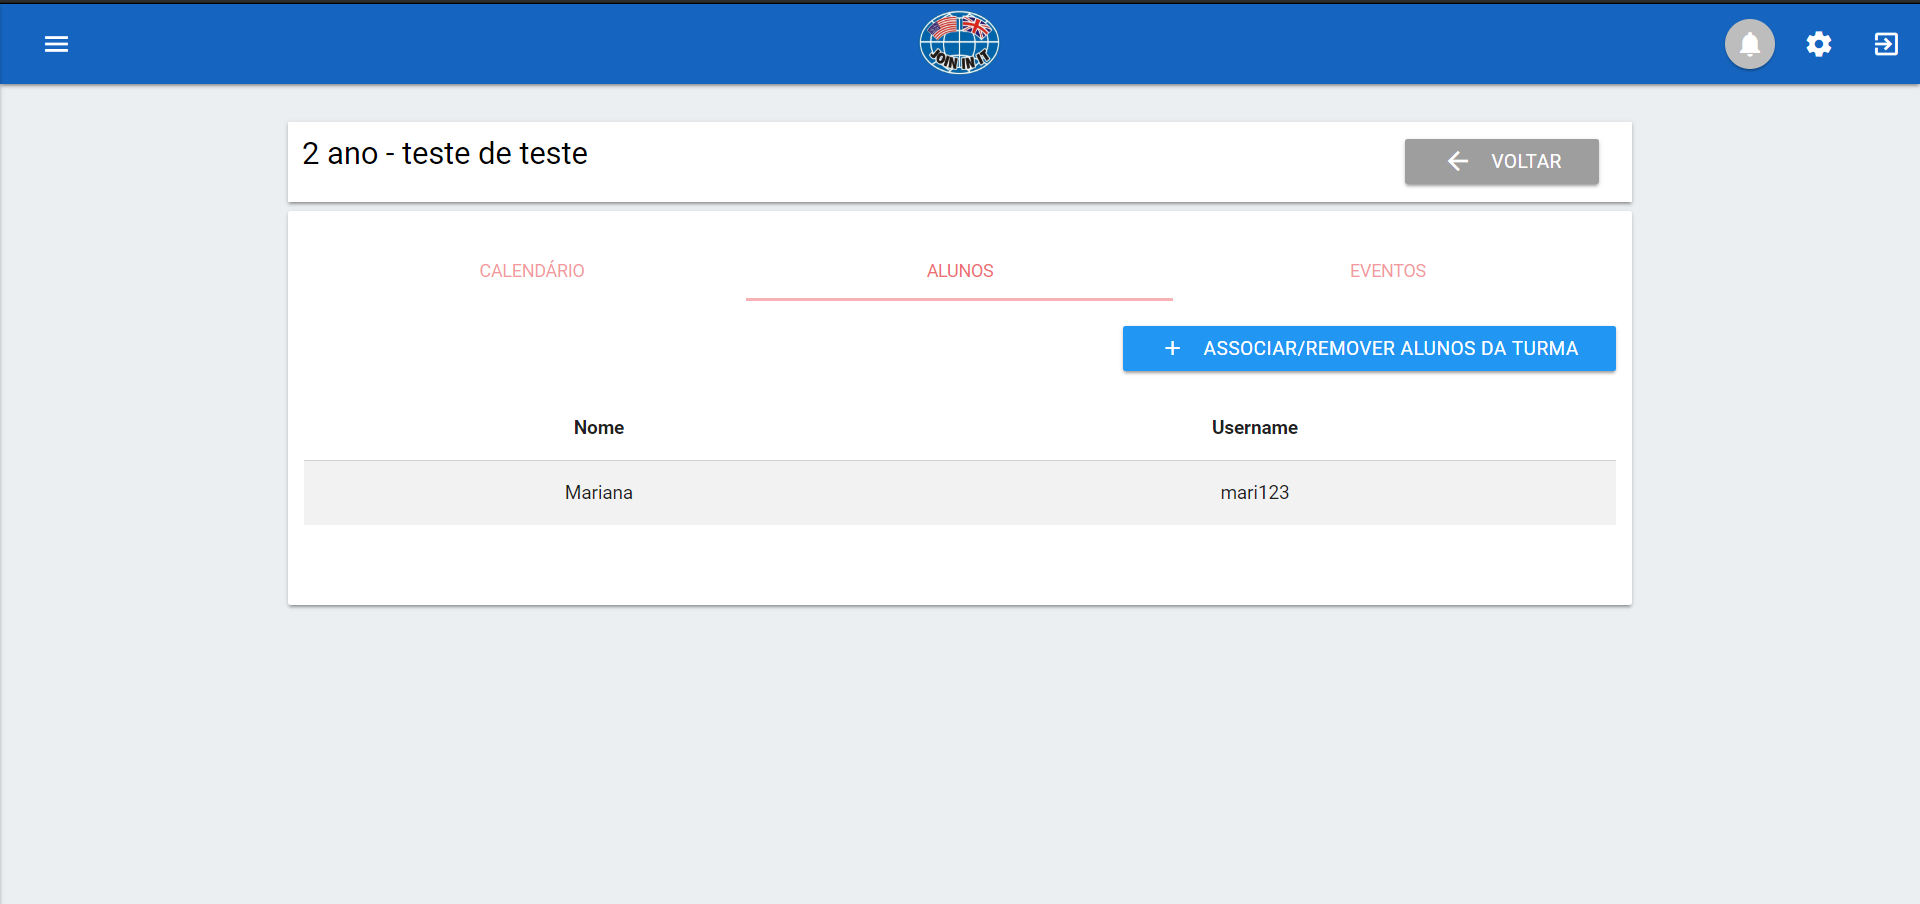 JOIN IN IT
2 ano - teste de teste
VOLTAR
CALENDÁRIO ALUNOS EVENTOS
ASSOCIAR/REMOVER ALUNOS DA TURMA
Nome Username
Mariana mari123